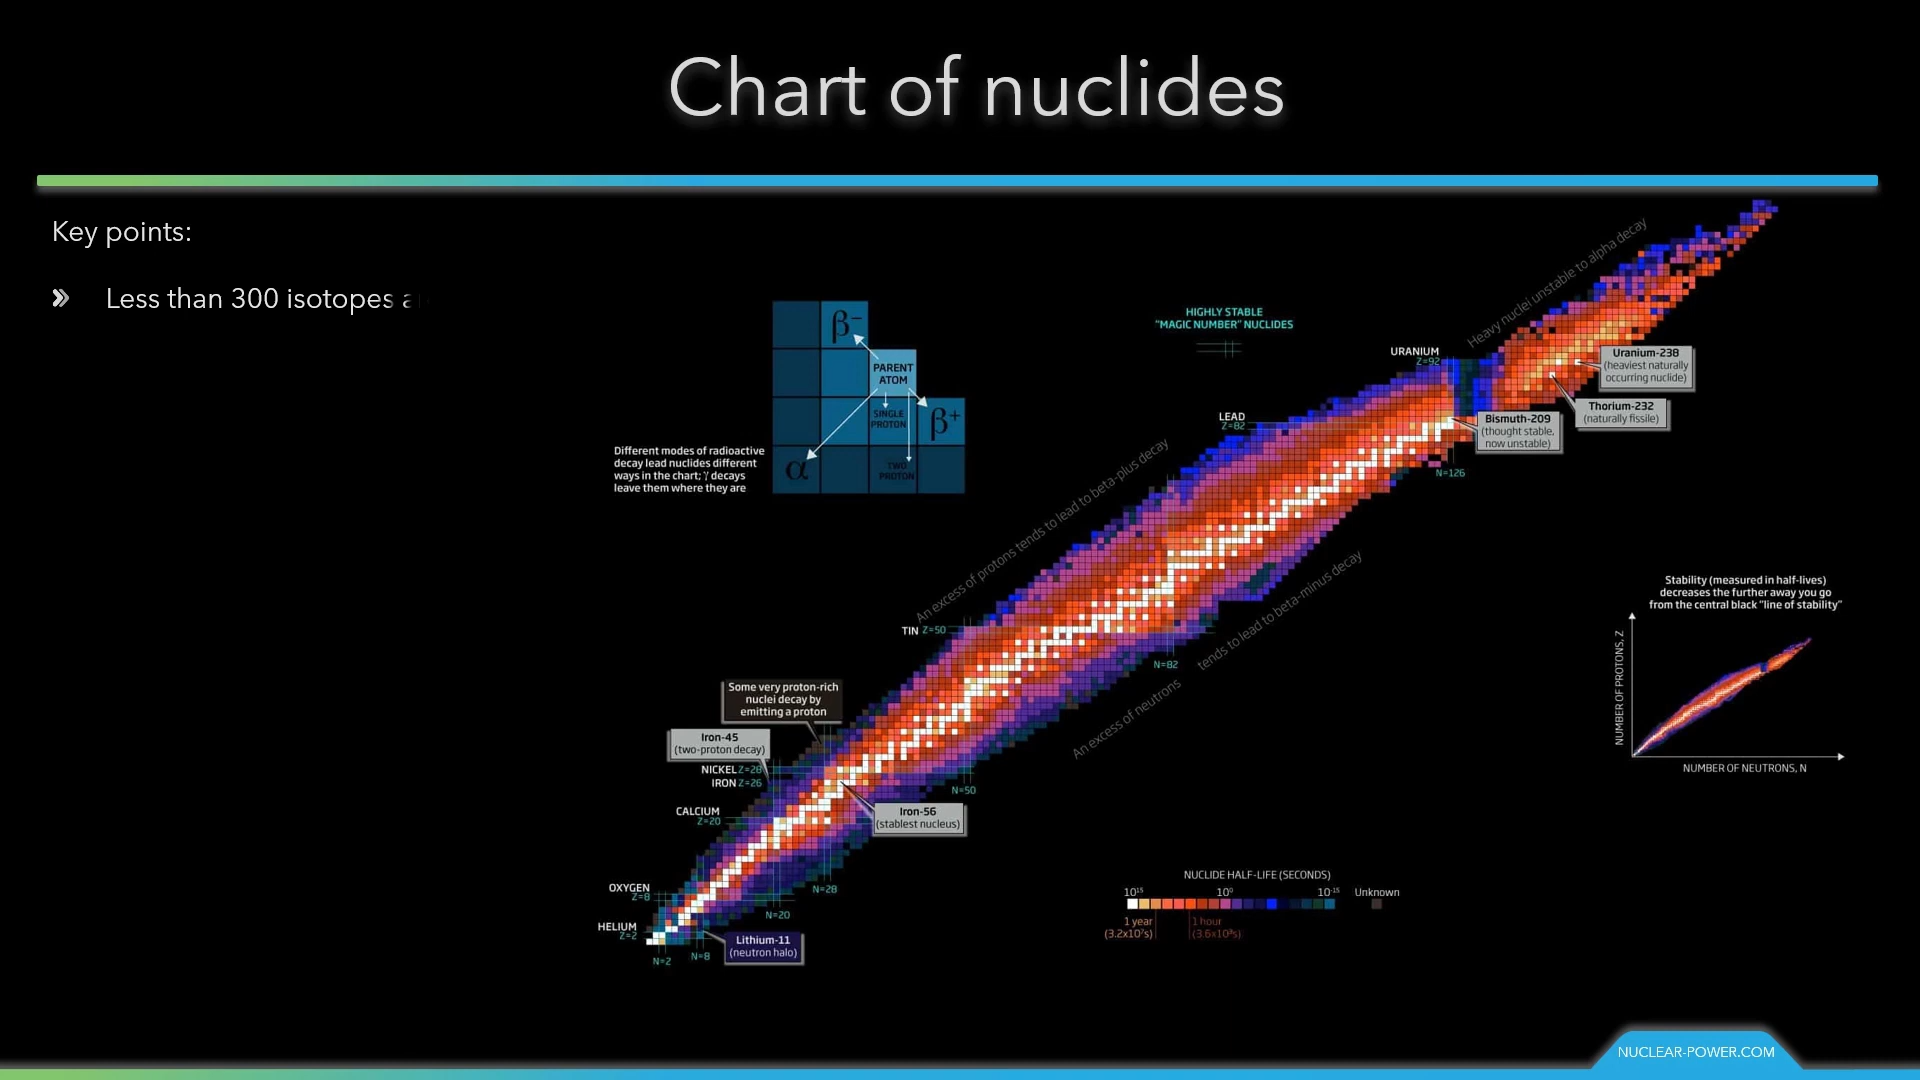 Chart of nuclides
Key points:
» Less than 300 isotopes
β⁻
PARENT
ATOM
SINGLE
PROTON
β⁺
α
TWO
PROTON
Different modes of radioactive
decay lead nuclides different
ways in the chart; decays
leave them where they are
HIGHLY STABLE
"MAGIC NUMBER" NUCLIDES
Heavy nuclei unstable to alpha decay
URANIUM
Z=92
Uranium-238
(heaviest naturally
occurring nuclide)
Thorium-232
(naturally fissile)
LEAD
Z=82
Bismuth-209
(thought stable,
now unstable)
N=126
An excess of protons tends to lead to beta-plus decay
An excess of neutrons tends to lead to beta-minus decay
TIN Z=50
N=82
Some very proton-rich
nuclei decay by
emitting a proton
Iron-45
(two-proton decay)
NICKEL Z=28
IRON Z=26
N=50
CALCIUM
Z=20
Iron-56
(stablest nucleus)
OXYGEN
Z=8
N=28
N=20
HELIUM
Z=2
Lithium-11
(neutron halo)
N=2
N=8
Stability (measured in half-lives)
decreases the further away you go
from the central black "line of stability"
NUMBER OF PROTONS, Z
NUMBER OF NEUTRONS, N
NUCLIDE HALF-LIFE (SECONDS)
10¹⁵ 10⁰ 10⁻¹⁵ Unknown
1 year
(3.2x10⁷s)
1 hour
(3.6x10³s)
NUCLEAR-POWER.COM